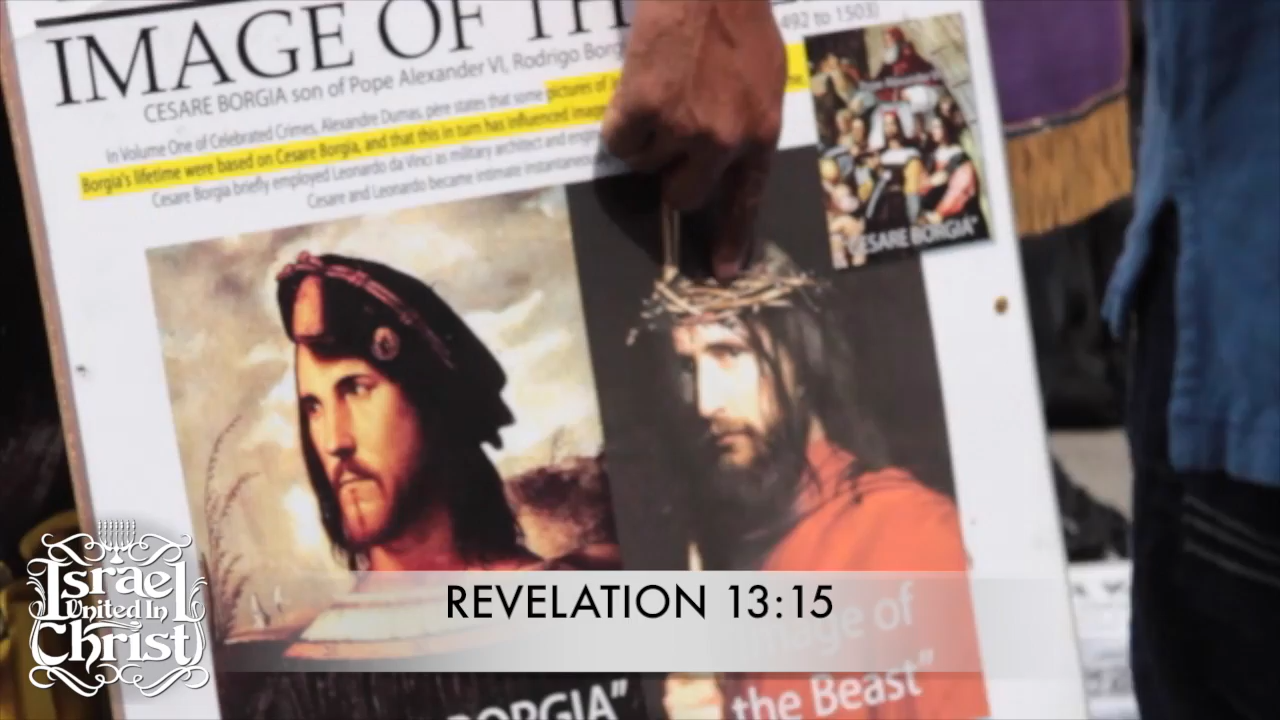 IMAGE OF
492 to 1503)
CESARE BORGIA son of Pope Alexander VI, Rodrigo
In Volume One of Celebrated Crimes, Alexandre Dumas, père states that some pictures of
Borgia's lifetime were based on Cesare Borgia, and that this in turn has influenced
Cesare Borgia briefly employed Leonardo da Vinci as military architect and
Cesare and Leonardo became intimate
"CESARE BORGIA"
REVELATION 13:15
Israel
United In
Christ
BORGIA"
of
the Beast"